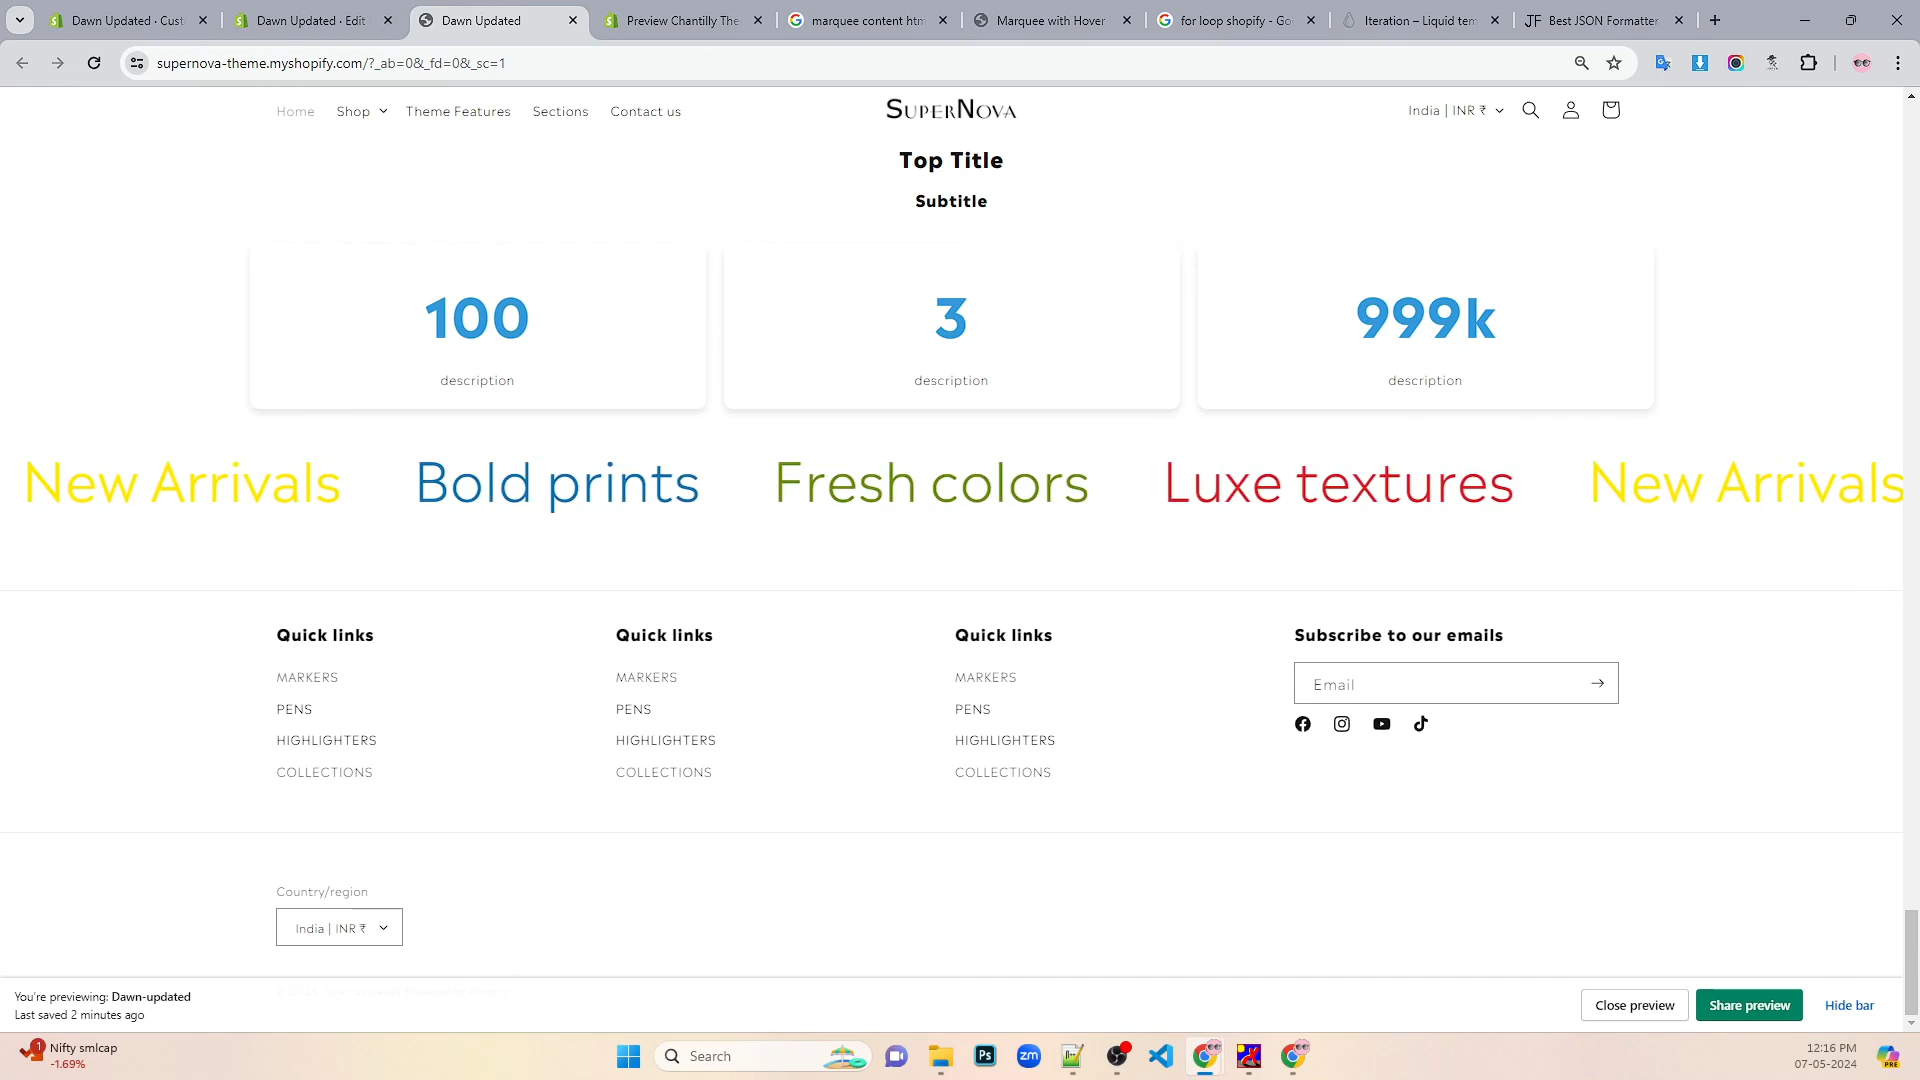 Dawn Updated · Cust
Dawn Updated · Edit
Dawn Updated
Preview Chantilly The
marquee content htm
Marquee with Hover
for loop shopify - Go
Iteration – Liquid tem
JF Best JSON Formatter
supernova-theme.myshopify.com/?_ab=0&_fd=0&_sc=1
Home
Shop
Theme Features
Sections
Contact us
SUPERNOVA
India | INR ₹
Top Title
Subtitle
100
3
999k
description
description
description
New Arrivals
Bold prints
Fresh colors
Luxe textures
New Arrivals
Quick links
Quick links
Quick links
Subscribe to our emails
MARKERS
MARKERS
MARKERS
Email
PENS
PENS
PENS
HIGHLIGHTERS
HIGHLIGHTERS
HIGHLIGHTERS
COLLECTIONS
COLLECTIONS
COLLECTIONS
Country/region
India | INR ₹
You're previewing: Dawn-updated
Last saved 2 minutes ago
Close preview
Share preview
Hide bar
1
Nifty smlcap
-1.69%
Search
Ps
zm
12:16 PM
07-05-2024
PRE